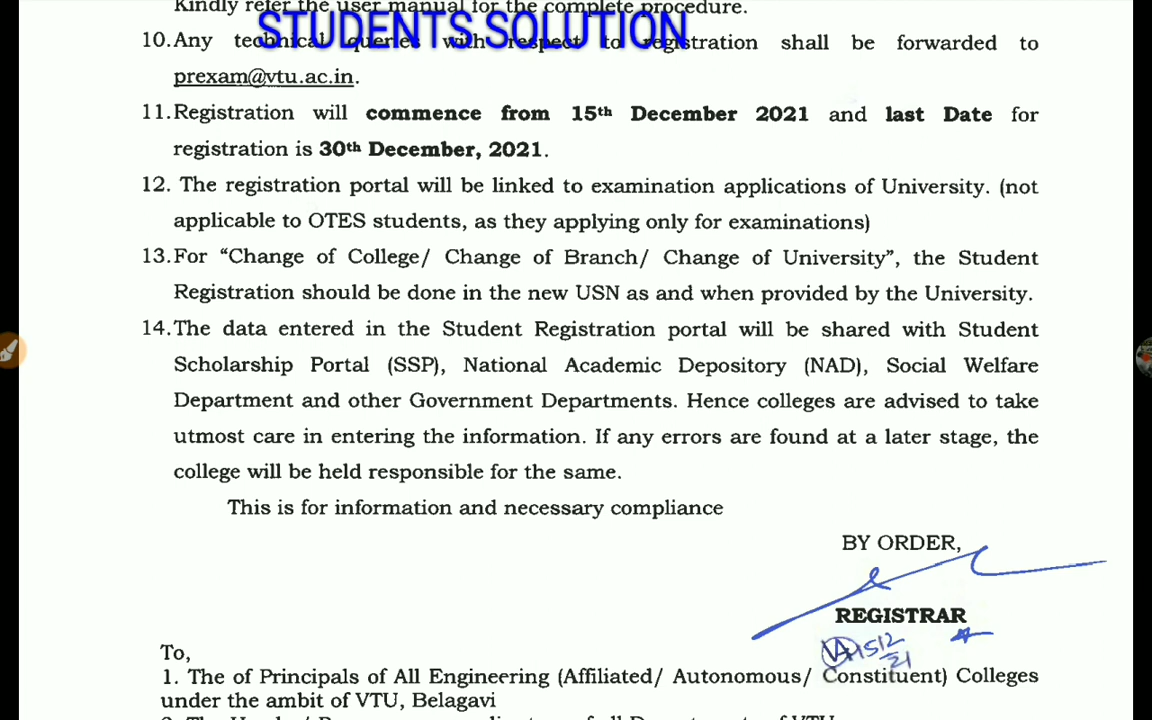 Kindly refer the user manual for the complete procedure.
STUDENTS SOLUTION
10.Any technical queries with respect to registration shall be forwarded to
prexam@vtu.ac.in.
11.Registration will commence from 15th December 2021 and last Date for
registration is 30th December, 2021.
12. The registration portal will be linked to examination applications of University. (not
applicable to OTES students, as they applying only for examinations)
13.For “Change of College/ Change of Branch/ Change of University”, the Student
Registration should be done in the new USN as and when provided by the University.
14.The data entered in the Student Registration portal will be shared with Student
Scholarship Portal (SSP), National Academic Depository (NAD), Social Welfare
Department and other Government Departments. Hence colleges are advised to take
utmost care in entering the information. If any errors are found at a later stage, the
college will be held responsible for the same.
This is for information and necessary compliance
BY ORDER,
REGISTRAR
15/12
21
To,
1. The of Principals of All Engineering (Affiliated/ Autonomous/ Constituent) Colleges
under the ambit of VTU, Belagavi